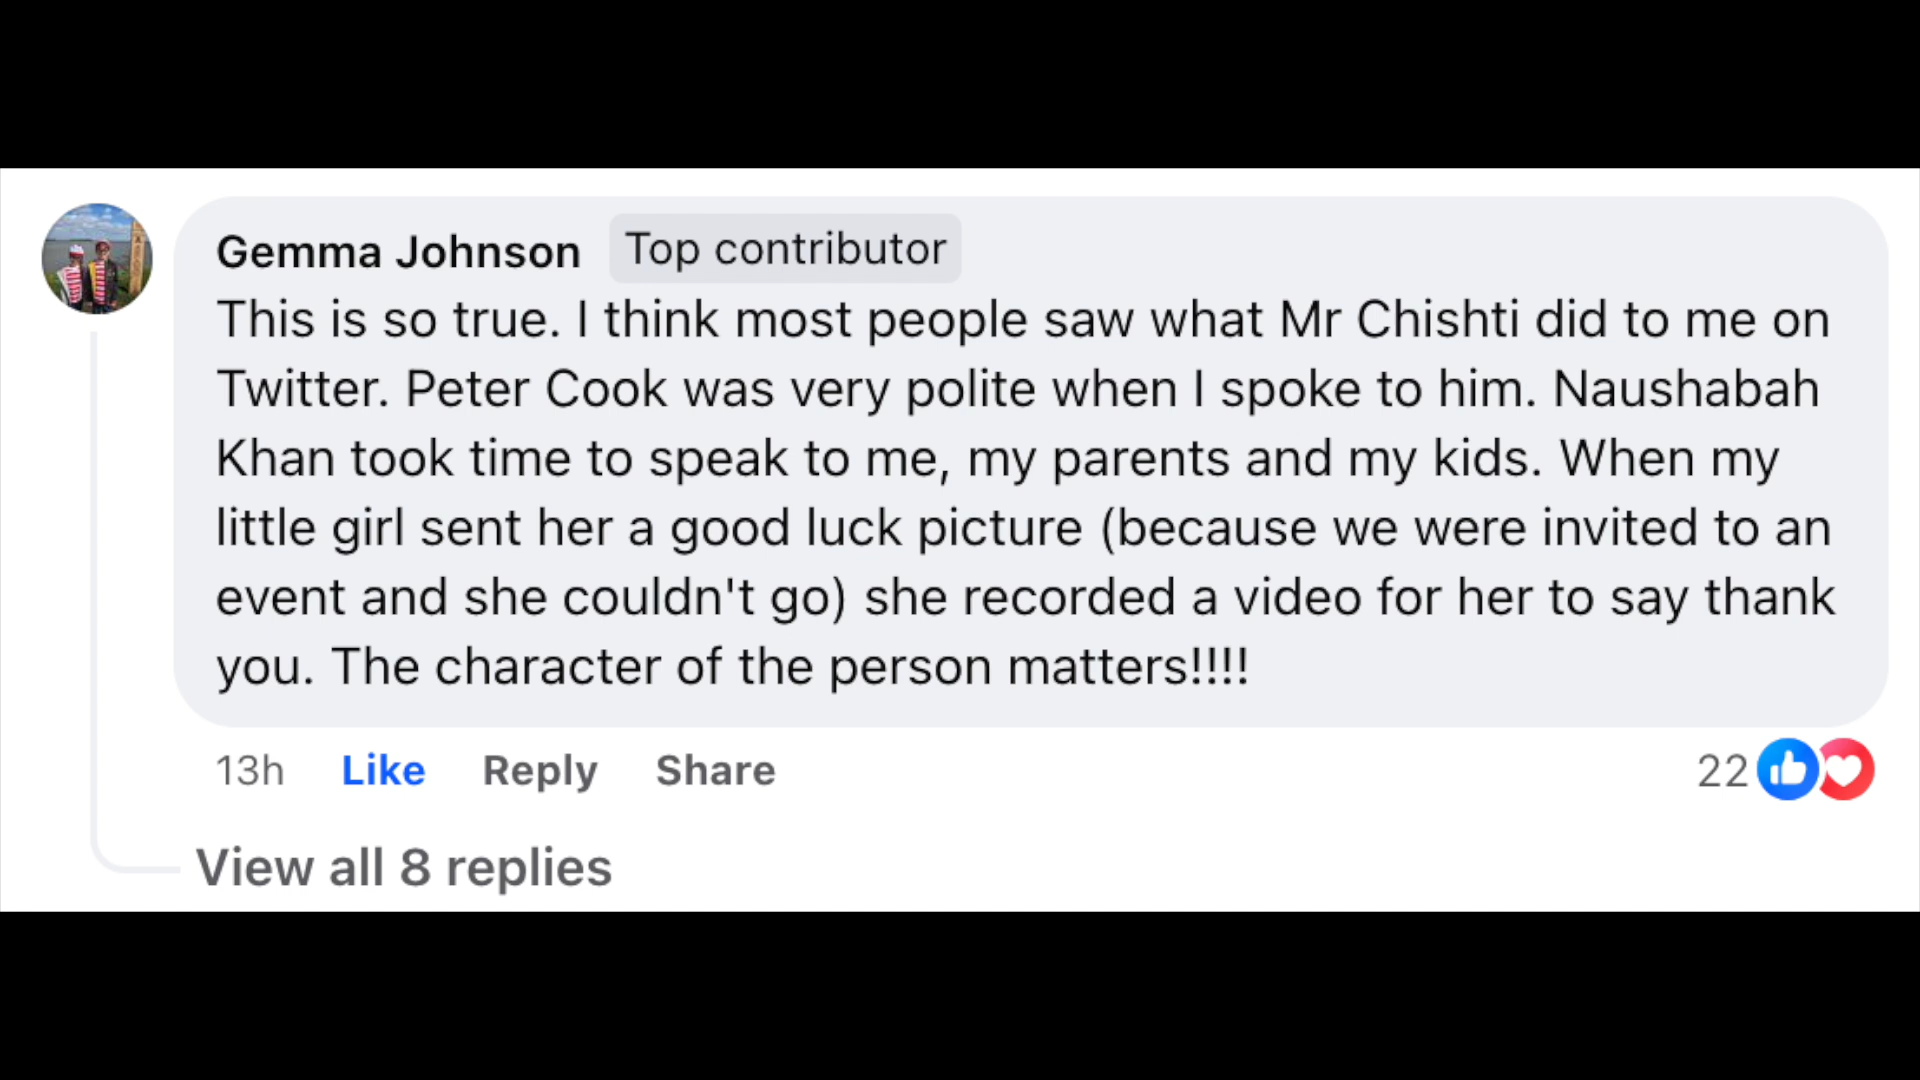 Gemma Johnson Top contributor
This is so true. I think most people saw what Mr Chishti did to me on
Twitter. Peter Cook was very polite when I spoke to him. Naushabah
Khan took time to speak to me, my parents and my kids. When my
little girl sent her a good luck picture (because we were invited to an
event and she couldn't go) she recorded a video for her to say thank
you. The character of the person matters!!!!
13h Like Reply Share 22
View all 8 replies